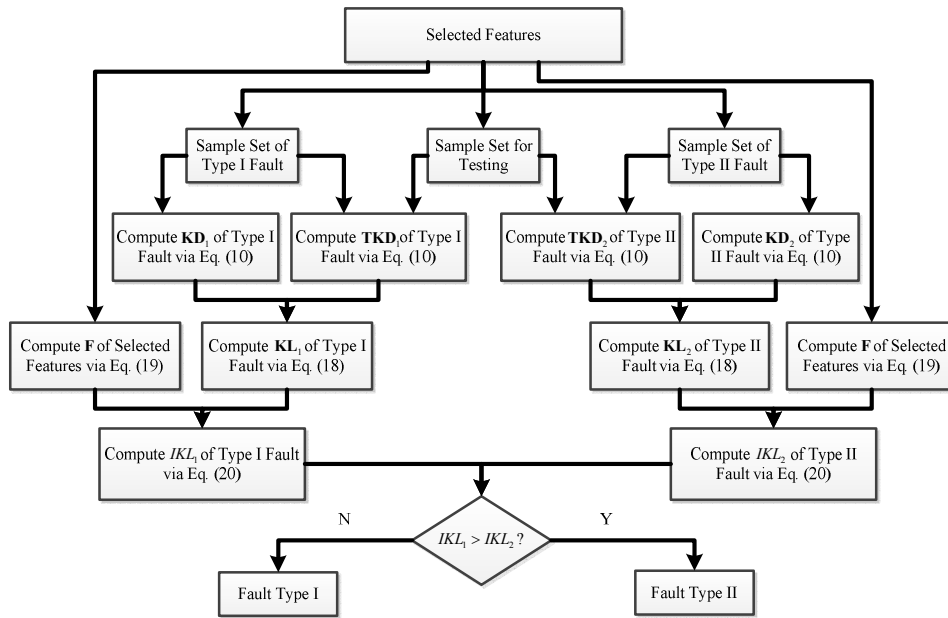 Selected Features
Sample Set of
Type I Fault
Sample Set for
Testing
Sample Set of
Type II Fault
Compute KD₁ of Type I
Fault via Eq. (10)
Compute TKD₁of Type I
Fault via Eq. (10)
Compute TKD₂ of Type II
Fault via Eq. (10)
Compute KD₂ of Type
II Fault via Eq. (10)
Compute F of Selected
Features via Eq. (19)
Compute KL₁ of Type I
Fault via Eq. (18)
Compute KL₂ of Type II
Fault via Eq. (18)
Compute F of Selected
Features via Eq. (19)
Compute IKL₁ of Type I Fault
via Eq. (20)
Compute IKL₂ of Type II
Fault via Eq. (20)
N
Y
IKL₁ > IKL₂ ?
Fault Type I
Fault Type II